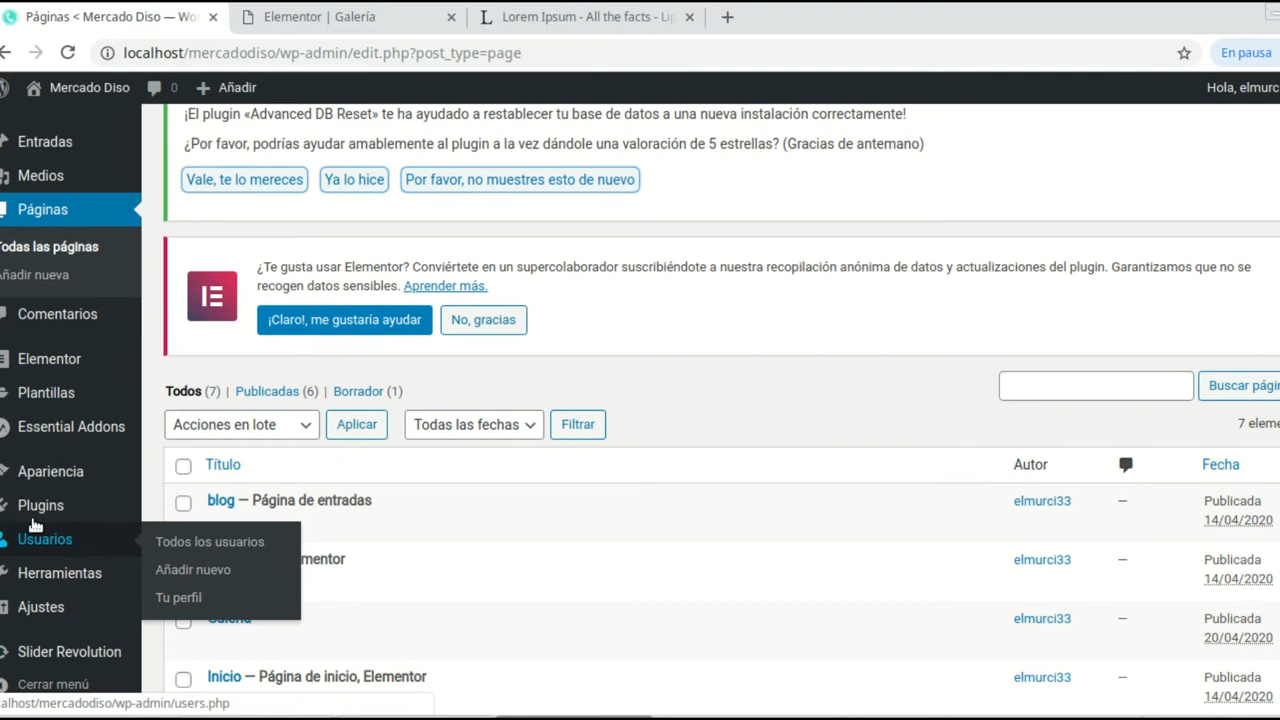 Páginas < Mercado Diso — Wor
Elementor | Galería
Lorem Ipsum - All the facts - Lip
localhost/mercadodiso/wp-admin/edit.php?post_type=page
En pausa
Mercado Diso
0
Añadir
Hola, elmurc
Entradas
Medios
Páginas
Todas las páginas
Añadir nueva
Comentarios
Elementor
Plantillas
Essential Addons
Apariencia
Plugins
Usuarios
Herramientas
Ajustes
Slider Revolution
Cerrar menú
Todos los usuarios
Añadir nuevo
Tu perfil
¡El plugin «Advanced DB Reset» te ha ayudado a restablecer tu base de datos a una nueva instalación correctamente!
¿Por favor, podrías ayudar amablemente al plugin a la vez dándole una valoración de 5 estrellas? (Gracias de antemano)
Vale, te lo mereces
Ya lo hice
Por favor, no muestres esto de nuevo
¿Te gusta usar Elementor? Conviértete en un supercolaborador suscribiéndote a nuestra recopilación anónima de datos y actualizaciones del plugin. Garantizamos que no se
recogen datos sensibles. Aprender más.
¡Claro!, me gustaría ayudar
No, gracias
Todos (7) | Publicadas (6) | Borrador (1)
Buscar págin
Acciones en lote
Aplicar
Todas las fechas
Filtrar
7 eleme
Título
Autor
Fecha
blog — Página de entradas
elmurci33
—
Publicada
14/04/2020
mentor
elmurci33
—
Publicada
14/04/2020
Galería
elmurci33
—
Publicada
20/04/2020
Inicio — Página de inicio, Elementor
elmurci33
—
Publicada
14/04/2020
alhost/mercadodiso/wp-admin/users.php